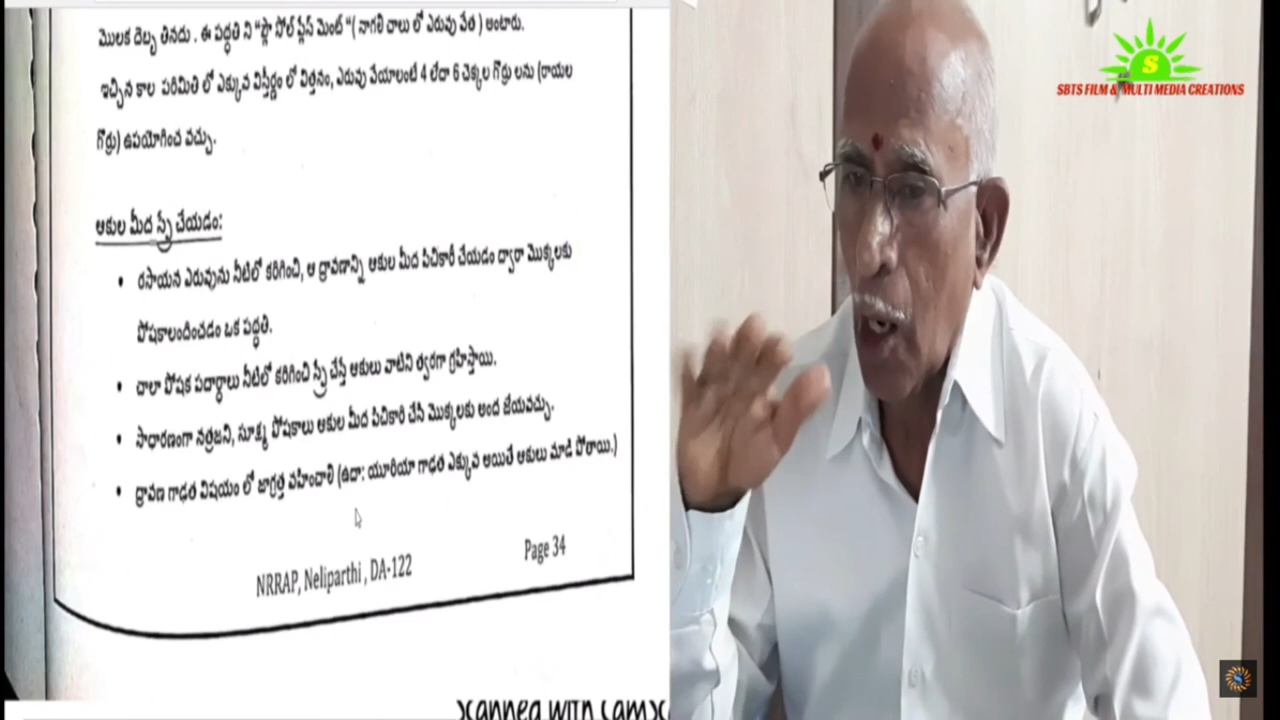 మొలక దెబ్బ తినదు . ఈ పద్ధతి ని "ప్లౌ సోల్ ప్లేస్ మెంట్ "( నాగలి చాలు లో ఎరువు వేత ) అంటారు.
ఇచ్చిన కాల పరిమితి లో ఎక్కువ విస్తీర్ణం లో విత్తనం, ఎరువు వేయాలంటే 4 లేదా 6 చెక్కల గొర్రు లను (రాయల
గొర్రు) ఉపయోగించ వచ్చు.
ఆకుల మీద స్ప్రే చేయడం:
• రసాయన ఎరువును నీటిలో కరిగించి, ఆ ద్రావణాన్ని ఆకుల మీద పిచికారీ చేయడం ద్వారా మొక్కలకు
పోషకాలందించడం ఒక పద్ధతి.
• చాలా పోషక పదార్థాలు నీటిలో కరిగించి స్ప్రే చేస్తే ఆకులు వాటిని త్వరగా గ్రహిస్తాయి.
• సాధారణంగా నత్రజని, సూక్ష్మ పోషకాలు ఆకుల మీద పిచికారి చేసి మొక్కలకు అంద జేయవచ్చు.
• ద్రావణ గాఢత విషయం లో జాగ్రత్త వహించాలి (ఉదా: యూరియా గాఢత ఎక్కువ అయితే ఆకులు మాడి పోతాయి.)
NRRAP, Neliparthi , DA-122
Page 34
scanned with CamSc
S
SBTS FILM & MULTI MEDIA CREATIONS